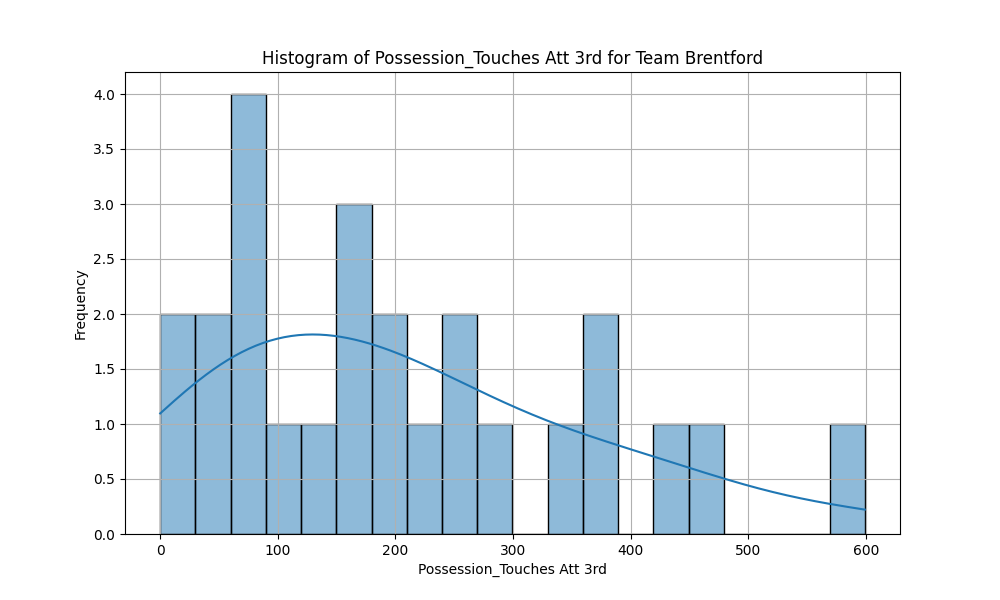 Histogram of Possession_Touches Att 3rd for Team Brentford
4.0
3.5
3.0
2.5
2.0
1.5
1.0
0.5
0.0
Frequency
0 100 200 300 400 500 600
Possession_Touches Att 3rd